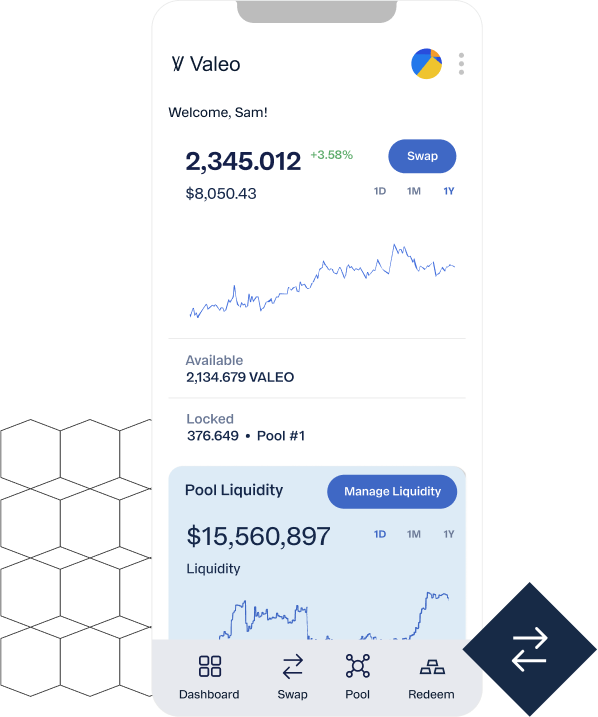 Valeo
Welcome, Sam!
2,345.012 +3.58% Swap
$8,050.43 1D 1M 1Y
Available
2,134.679 VALEO
Locked
376.649 • Pool #1
Pool Liquidity Manage Liquidity
$15,560,897 1D 1M 1Y
Liquidity
Dashboard Swap Pool Redeem